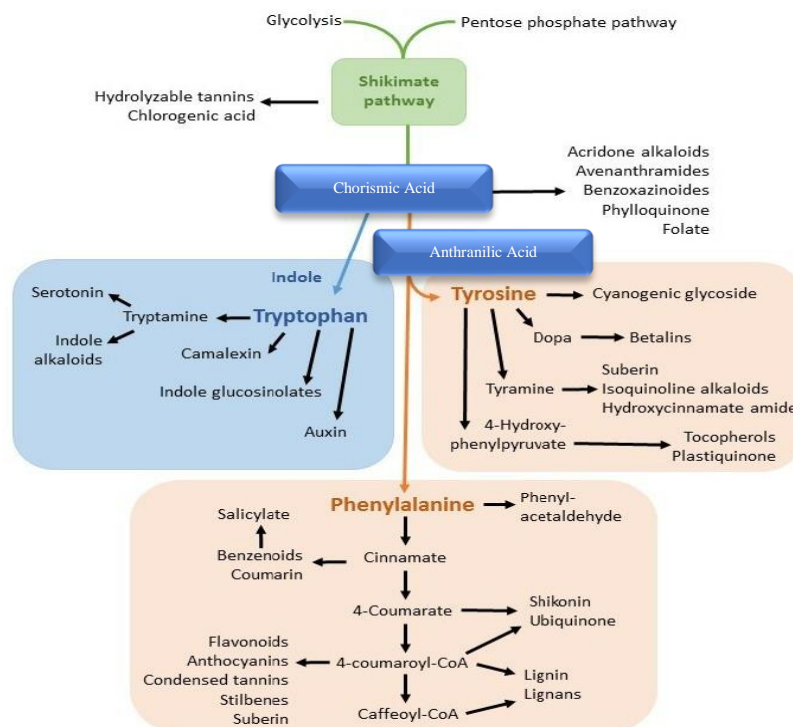 Glycolysis
Pentose phosphate pathway
Shikimate
pathway
Hydrolyzable tannins
Chlorogenic acid
Chorismic Acid
Acridone alkaloids
Avenanthramides
Benzoxazinoides
Phylloquinone
Folate
Anthranilic Acid
Indole
Tryptophan
Serotonin
Tryptamine
Indole
alkaloids
Camalexin
Indole glucosinolates
Auxin
Tyrosine
Cyanogenic glycoside
Dopa
Betalins
Tyramine
Suberin
Isoquinoline alkaloids
Hydroxycinnamate amide
4-Hydroxy-
phenylpyruvate
Tocopherols
Plastiquinone
Phenylalanine
Phenyl-
acetaldehyde
Salicylate
Benzenoids
Coumarin
Cinnamate
4-Coumarate
Shikonin
Ubiquinone
Flavonoids
Anthocyanins
Condensed tannins
Stilbenes
Suberin
4-coumaroyl-CoA
Lignin
Lignans
Caffeoyl-CoA